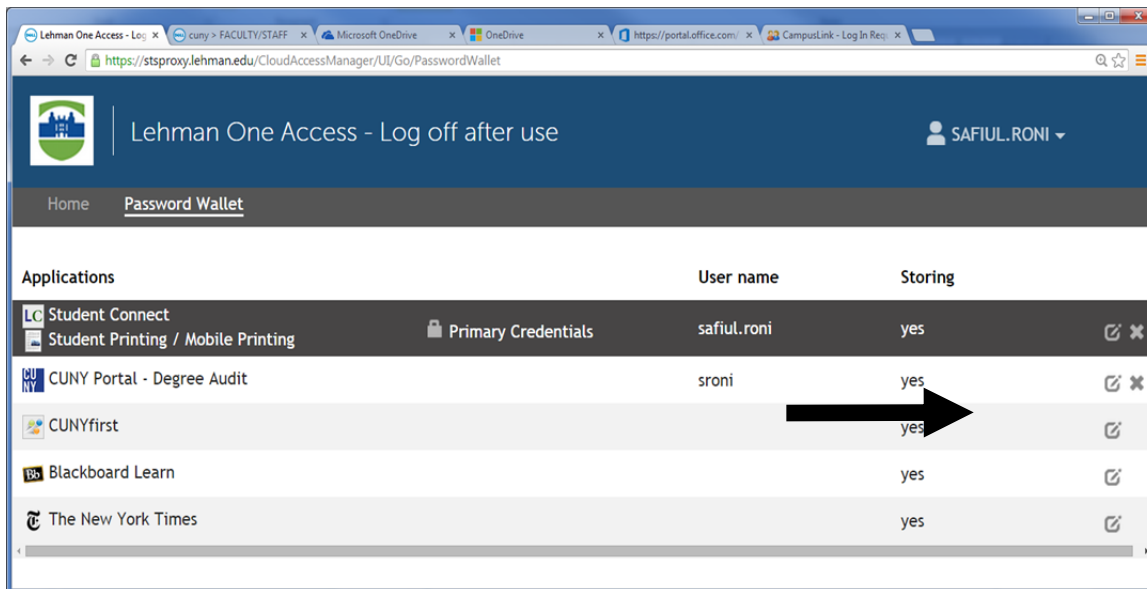 Lehman One Access - Log
cuny > FACULTY/STAFF
Microsoft OneDrive
OneDrive
https://portal.office.com/
CampusLink - Log In Requ
https://stsproxy.lehman.edu/CloudAccessManager/UI/Go/PasswordWallet
Lehman One Access - Log off after use
SAFIUL.RONI
Home Password Wallet
Applications User name Storing
LC Student Connect
Student Printing / Mobile Printing
Primary Credentials safiul.roni yes
CUNY CUNY Portal - Degree Audit sroni yes
CUNYfirst yes
Bb Blackboard Learn yes
T The New York Times yes